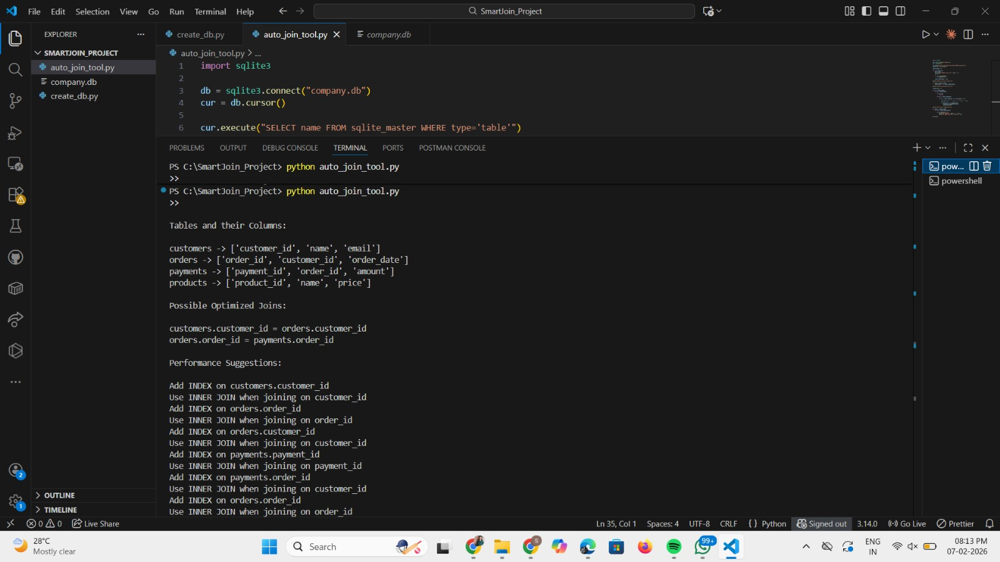 File Edit Selection View Go Run Terminal Help
SmartJoin_Project
EXPLORER
SMARTJOIN_PROJECT
auto_join_tool.py
company.db
create_db.py
OUTLINE
TIMELINE
create_db.py auto_join_tool.py company.db
auto_join_tool.py > ...
1 import sqlite3
2
3 db = sqlite3.connect("company.db")
4 cur = db.cursor()
5
6 cur.execute("SELECT name FROM sqlite_master WHERE type='table'")
PROBLEMS OUTPUT DEBUG CONSOLE TERMINAL PORTS POSTMAN CONSOLE
PS C:\SmartJoin_Project> python auto_join_tool.py
>>
PS C:\SmartJoin_Project> python auto_join_tool.py
>>
Tables and their Columns:
customers -> ['customer_id', 'name', 'email']
orders -> ['order_id', 'customer_id', 'order_date']
payments -> ['payment_id', 'order_id', 'amount']
products -> ['product_id', 'name', 'price']
Possible Optimized Joins:
customers.customer_id = orders.customer_id
orders.order_id = payments.order_id
Performance Suggestions:
Add INDEX on customers.customer_id
Use INNER JOIN when joining on customer_id
Add INDEX on orders.order_id
Use INNER JOIN when joining on order_id
Add INDEX on orders.customer_id
Use INNER JOIN when joining on customer_id
Add INDEX on payments.payment_id
Use INNER JOIN when joining on payment_id
Add INDEX on payments.order_id
Use INNER JOIN when joining on customer_id
Add INDEX on orders.order_id
Use INNER JOIN when joining on order_id
pow...
powershell
2
1
0 0 Live Share
Ln 35, Col 1 Spaces: 4 UTF-8 CRLF { } Python Signed out 3.14.0 Go Live Prettier
28°C
Mostly clear
Search
S
99+
ENG
IN
08:13 PM
07-02-2026